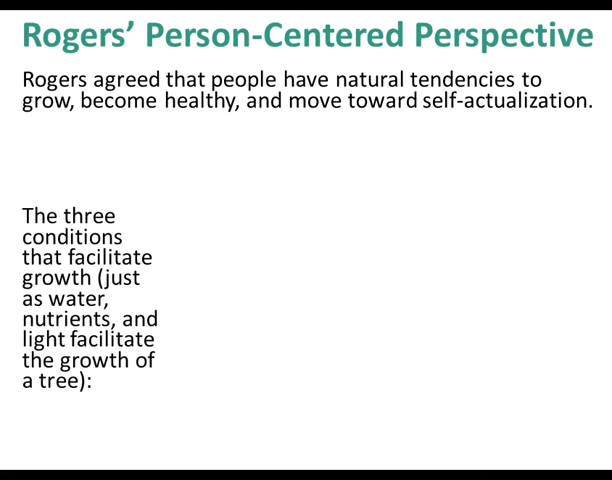 Rogers’ Person-Centered Perspective
Rogers agreed that people have natural tendencies to
grow, become healthy, and move toward self-actualization.
The three
conditions
that facilitate
growth (just
as water,
nutrients, and
light facilitate
the growth of
a tree):